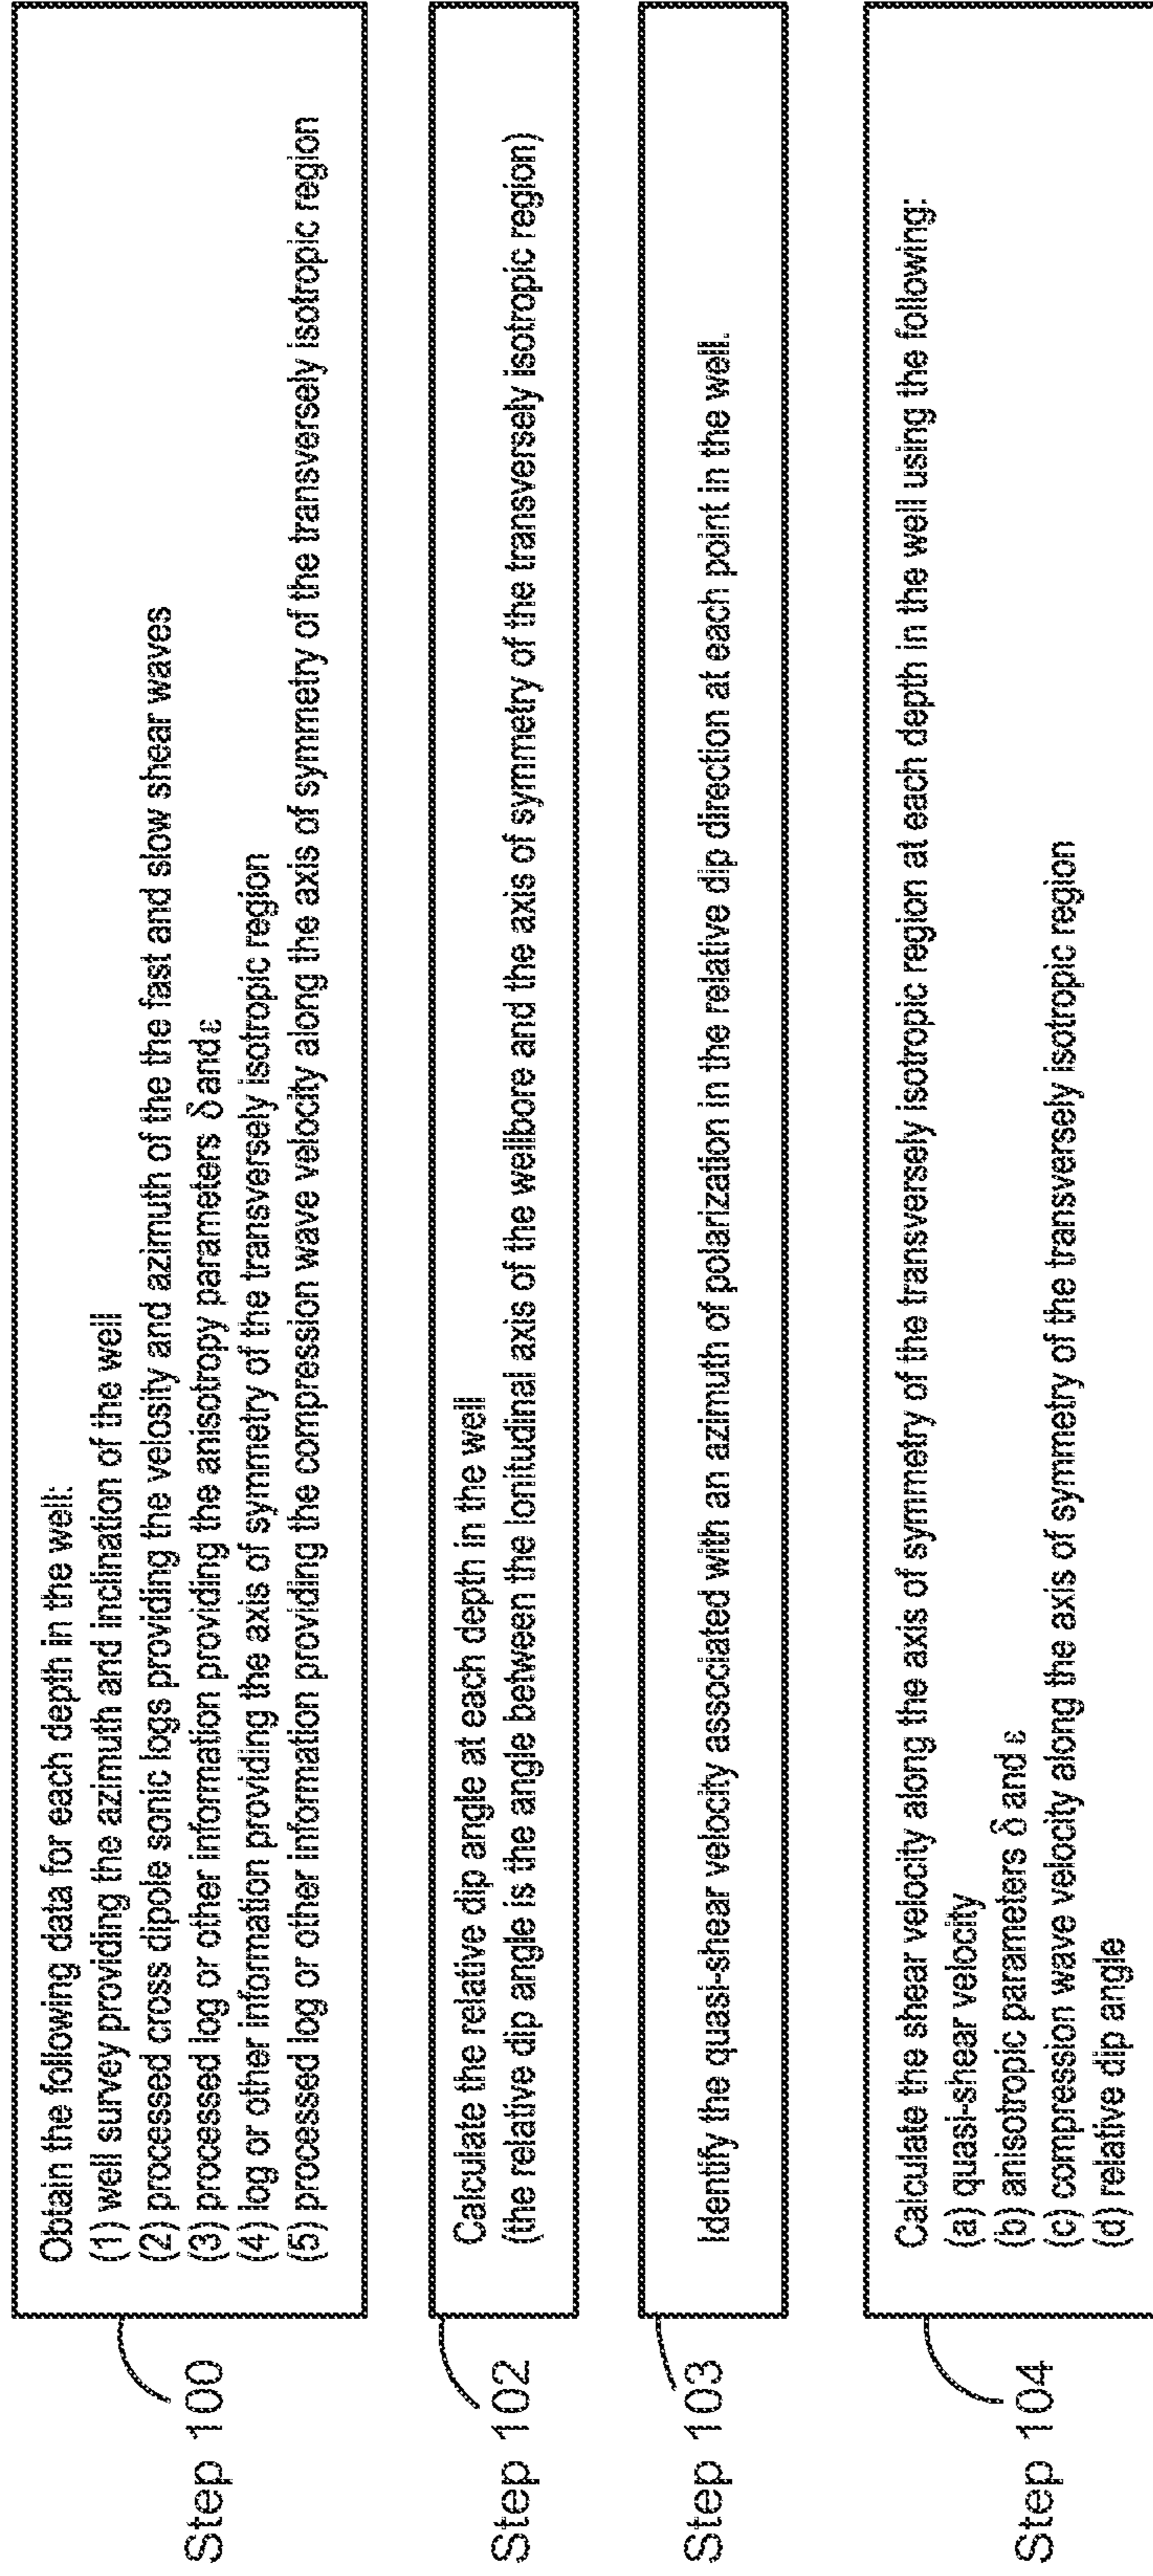 Step 100
Obtain the following data for each depth in the well:
(1) well survey providing the azimuth and inclination of the well
(2) processed cross dipole sonic logs providing the velosity and azimuth of the the fast and slow shear waves
(3) processed log or other information providing the anisotropy parameters δ and ε
(4) log or other information providing the axis of symmetry of the transversely isotropic region
(5) processed log or other information providing the compression wave velocity along the axis of symmetry of the transversely isotropic region
Step 102
Calculate the relative dip angle at each depth in the well
(the relative dip angle is the angle between the lonitudinal axis of the wellbore and the axis of symmetry of the transversely isotropic region)
Step 103
Identify the quasi-shear velocity associated with an azimuth of polarization in the relative dip direction at each point in the well.
Step 104
Calculate the shear velocity along the axis of symmetry of the transversely isotropic region at each depth in the well using the following:
(a) quasi-shear velocity
(b) anisotropic parameters δ and ε
(c) compression wave velocity along the axis of symmetry of the transversely isotropic region
(d) relative dip angle